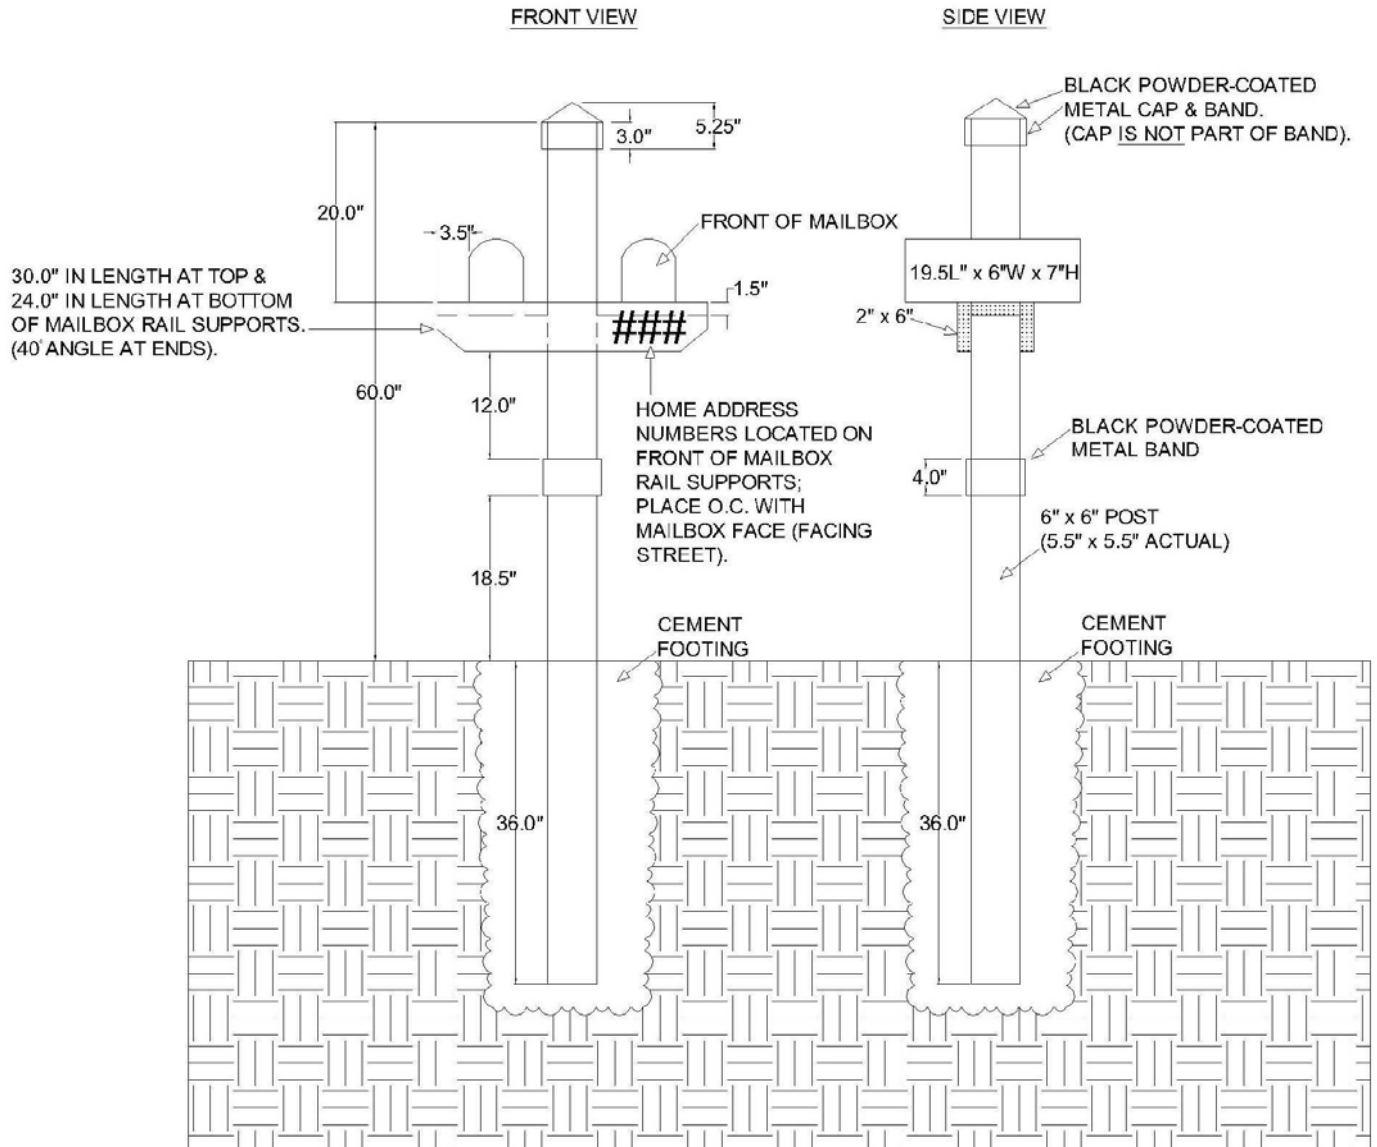 FRONT VIEW
SIDE VIEW
BLACK POWDER-COATED
METAL CAP & BAND.
(CAP IS NOT PART OF BAND).
3.0"
5.25"
20.0"
3.5"
FRONT OF MAILBOX
19.5L" x 6"W x 7"H
30.0" IN LENGTH AT TOP &
24.0" IN LENGTH AT BOTTOM
OF MAILBOX RAIL SUPPORTS.
(40° ANGLE AT ENDS).
1.5"
2" x 6"
###
60.0"
12.0"
HOME ADDRESS
NUMBERS LOCATED ON
FRONT OF MAILBOX
RAIL SUPPORTS;
PLACE O.C. WITH
MAILBOX FACE (FACING
STREET).
BLACK POWDER-COATED
METAL BAND
4.0"
6" x 6" POST
(5.5" x 5.5" ACTUAL)
18.5"
CEMENT
FOOTING
CEMENT
FOOTING
36.0"
36.0"